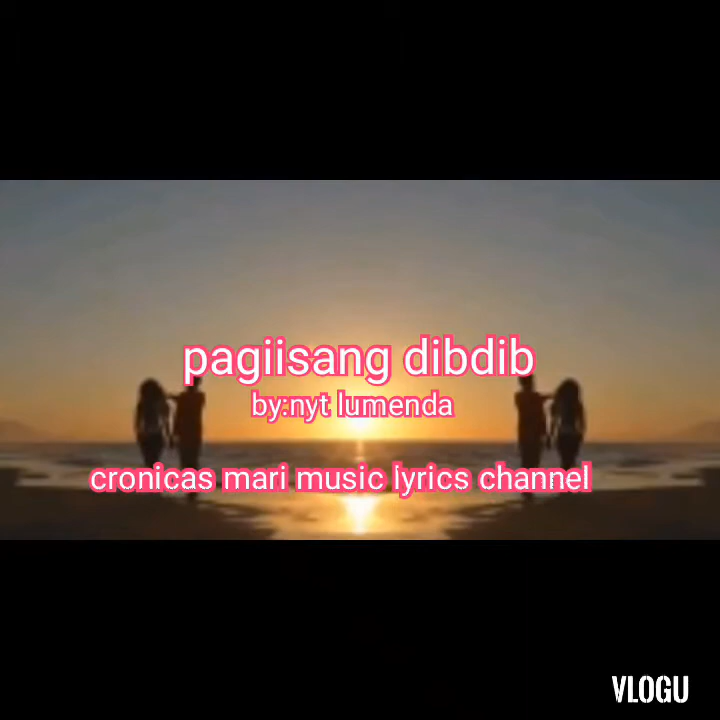 pagiisang dibdib
by:nyt lumenda
cronicas mari music lyrics channel
VLOGU